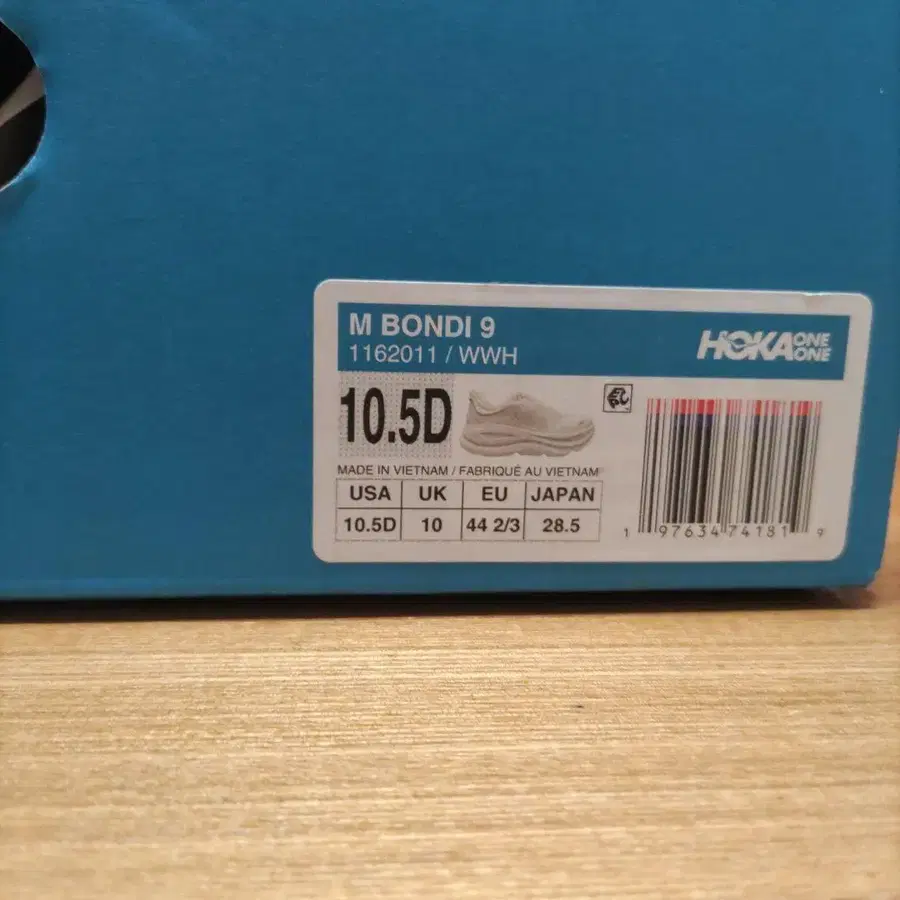 M BONDI 9
1162011 / WWH
HOKA ONE ONE
10.5D
MADE IN VIETNAM / FABRIQUÉ AU VIETNAM
USA UK EU JAPAN
10.5D 10 44 2/3 28.5
1 97634 74181 9